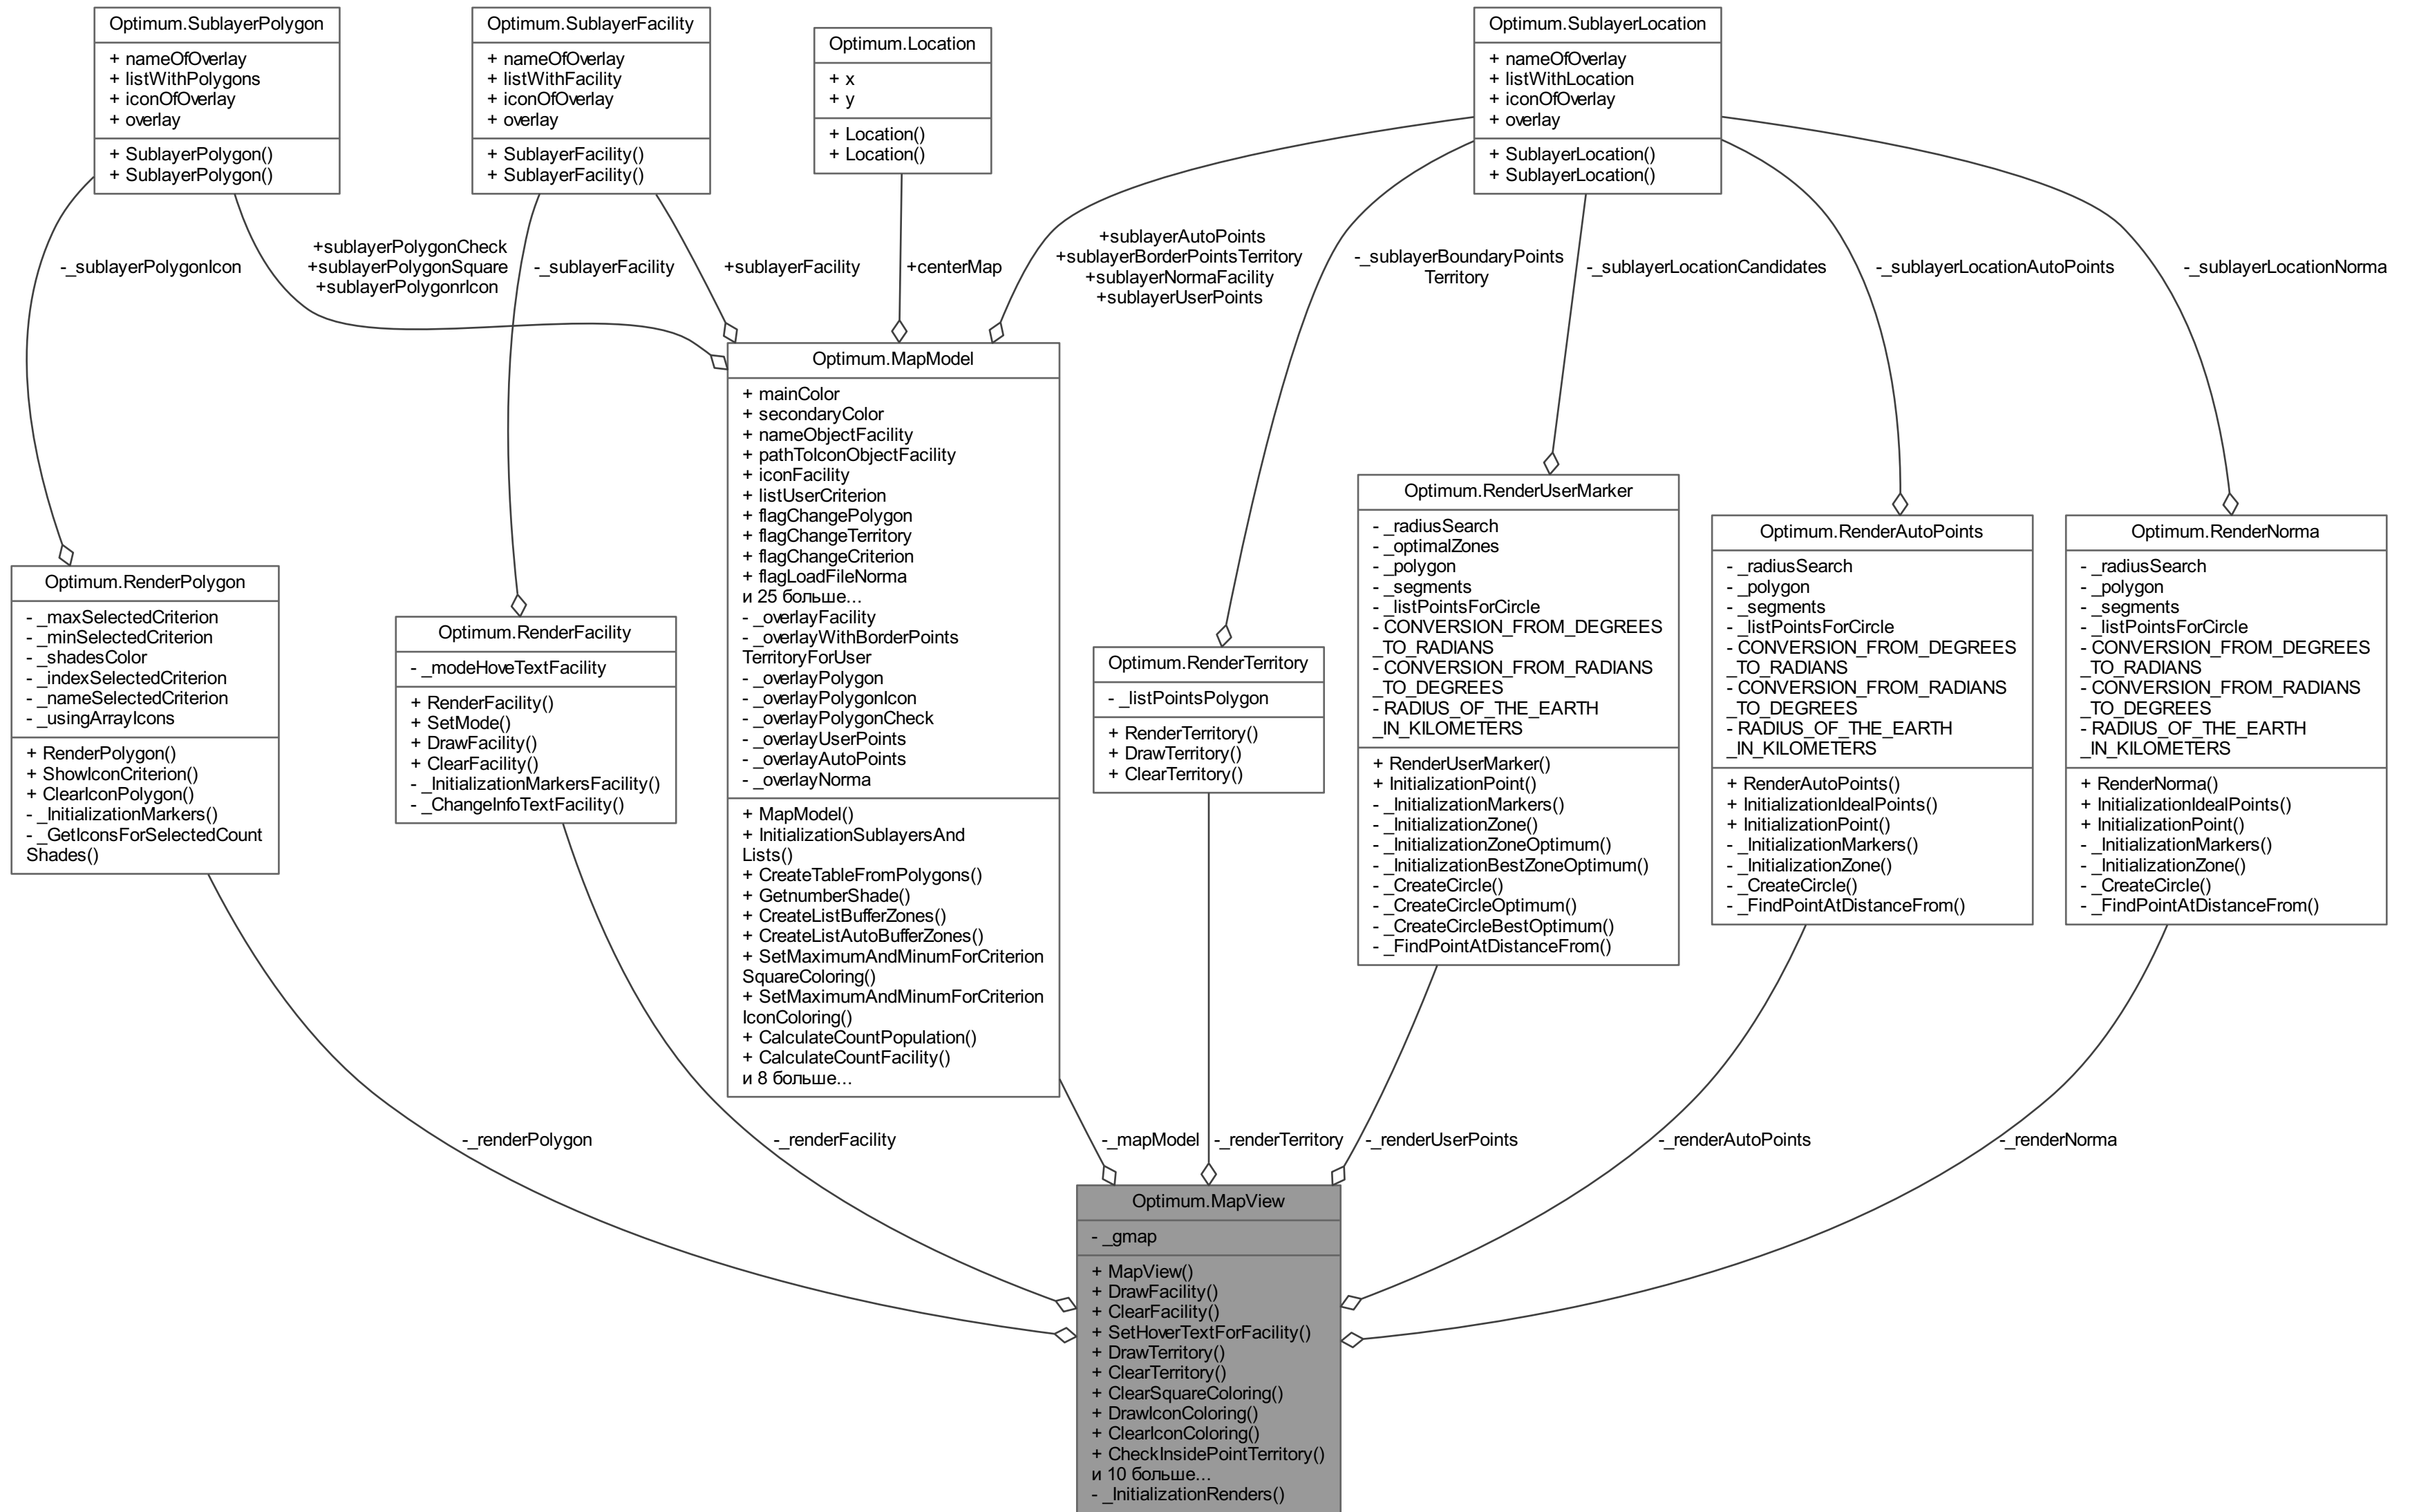 Optimum.SublayerPolygon
+ nameOfOverlay
+ listWithPolygons
+ iconOfOverlay
+ overlay
+ SublayerPolygon()
+ SublayerPolygon()
Optimum.SublayerFacility
+ nameOfOverlay
+ listWithFacility
+ iconOfOverlay
+ overlay
+ SublayerFacility()
+ SublayerFacility()
Optimum.Location
+ x
+ y
+ Location()
+ Location()
Optimum.SublayerLocation
+ nameOfOverlay
+ listWithLocation
+ iconOfOverlay
+ overlay
+ SublayerLocation()
+ SublayerLocation()
-_sublayerPolygonIcon
+sublayerPolygonCheck
+sublayerPolygonSquare
+sublayerPolygonrIcon
-_sublayerFacility
+sublayerFacility
+centerMap
+sublayerAutoPoints
+sublayerBorderPointsTerritory
+sublayerNormaFacility
+sublayerUserPoints
-_sublayerBoundaryPoints
Territory
-_sublayerLocationCandidates
-_sublayerLocationAutoPoints
-_sublayerLocationNorma
Optimum.RenderPolygon
- _maxSelectedCriterion
- _minSelectedCriterion
- _shadesColor
- _indexSelectedCriterion
- _nameSelectedCriterion
- _usingArrayIcons
+ RenderPolygon()
+ ShowIconCriterion()
+ ClearIconPolygon()
- _InitializationMarkers()
- _GetIconsForSelectedCount
Shades()
Optimum.RenderFacility
- _modeHoveTextFacility
+ RenderFacility()
+ SetMode()
+ DrawFacility()
+ ClearFacility()
- _InitializationMarkersFacility()
- _ChangeInfoTextFacility()
Optimum.MapModel
+ mainColor
+ secondaryColor
+ nameObjectFacility
+ pathToIconObjectFacility
+ iconFacility
+ listUserCriterion
+ flagChangePolygon
+ flagChangeTerritory
+ flagChangeCriterion
+ flagLoadFileNorma
и 25 больше...
- _overlayFacility
- _overlayWithBorderPoints
TerritoryForUser
- _overlayPolygon
- _overlayPolygonIcon
- _overlayPolygonCheck
- _overlayUserPoints
- _overlayAutoPoints
- _overlayNorma
+ MapModel()
+ InitializationSublayersAnd
Lists()
+ CreateTableFromPolygons()
+ GetnumberShade()
+ CreateListBufferZones()
+ CreateListAutoBufferZones()
+ SetMaximumAndMinumForCriterion
SquareColoring()
+ SetMaximumAndMinumForCriterion
IconColoring()
+ CalculateCountPopulation()
+ CalculateCountFacility()
и 8 больше...
Optimum.RenderTerritory
- _listPointsPolygon
+ RenderTerritory()
+ DrawTerritory()
+ ClearTerritory()
Optimum.RenderUserMarker
- _radiusSearch
- _optimalZones
- _polygon
- _segments
- _listPointsForCircle
- CONVERSION_FROM_DEGREES
_TO_RADIANS
- CONVERSION_FROM_RADIANS
_TO_DEGREES
- RADIUS_OF_THE_EARTH
_IN_KILOMETERS
+ RenderUserMarker()
+ InitializationPoint()
- _InitializationMarkers()
- _InitializationZone()
- _InitializationZoneOptimum()
- _InitializationBestZoneOptimum()
- _CreateCircle()
- _CreateCircleOptimum()
- _CreateCircleBestOptimum()
- _FindPointAtDistanceFrom()
Optimum.RenderAutoPoints
- _radiusSearch
- _polygon
- _segments
- _listPointsForCircle
- CONVERSION_FROM_DEGREES
_TO_RADIANS
- CONVERSION_FROM_RADIANS
_TO_DEGREES
- RADIUS_OF_THE_EARTH
_IN_KILOMETERS
+ RenderAutoPoints()
+ InitializationIdealPoints()
+ InitializationPoint()
- _InitializationMarkers()
- _InitializationZone()
- _CreateCircle()
- _FindPointAtDistanceFrom()
Optimum.RenderNorma
- _radiusSearch
- _polygon
- _segments
- _listPointsForCircle
- CONVERSION_FROM_DEGREES
_TO_RADIANS
- CONVERSION_FROM_RADIANS
_TO_DEGREES
- RADIUS_OF_THE_EARTH
_IN_KILOMETERS
+ RenderNorma()
+ InitializationIdealPoints()
+ InitializationPoint()
- _InitializationMarkers()
- _InitializationZone()
- _CreateCircle()
- _FindPointAtDistanceFrom()
-_renderPolygon
-_renderFacility
-_mapModel
-_renderTerritory
-_renderUserPoints
-_renderAutoPoints
-_renderNorma
Optimum.MapView
- _gmap
+ MapView()
+ DrawFacility()
+ ClearFacility()
+ SetHoverTextForFacility()
+ DrawTerritory()
+ ClearTerritory()
+ ClearSquareColoring()
+ DrawIconColoring()
+ ClearIconColoring()
+ CheckInsidePointTerritory()
и 10 больше...
- _InitializationRenders()